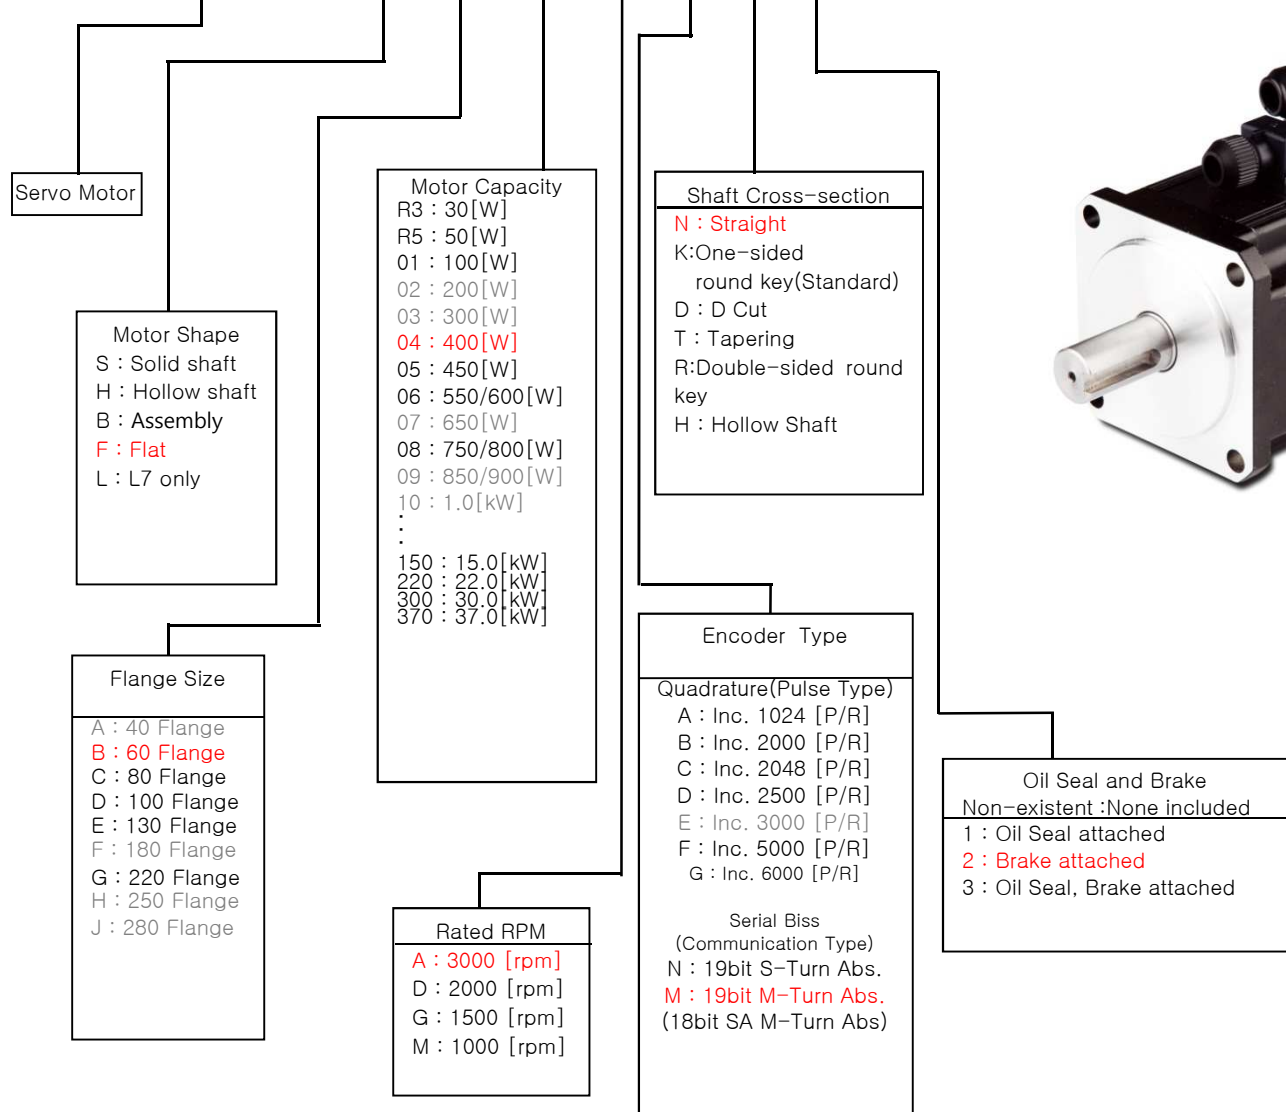 Servo Motor
Motor Shape
S : Solid shaft
H : Hollow shaft
B : Assembly
F : Flat
L : L7 only
Flange Size
A : 40 Flange
B : 60 Flange
C : 80 Flange
D : 100 Flange
E : 130 Flange
F : 180 Flange
G : 220 Flange
H : 250 Flange
J : 280 Flange
Motor Capacity
R3 : 30[W]
R5 : 50[W]
01 : 100[W]
02 : 200[W]
03 : 300[W]
04 : 400[W]
05 : 450[W]
06 : 550/600[W]
07 : 650[W]
08 : 750/800[W]
09 : 850/900[W]
10 : 1.0[kW]
.
.
.
150 : 15.0[kW]
220 : 22.0[kW]
300 : 30.0[kW]
370 : 37.0[kW]
Rated RPM
A : 3000 [rpm]
D : 2000 [rpm]
G : 1500 [rpm]
M : 1000 [rpm]
Encoder Type
Quadrature(Pulse Type)
A : Inc. 1024 [P/R]
B : Inc. 2000 [P/R]
C : Inc. 2048 [P/R]
D : Inc. 2500 [P/R]
E : Inc. 3000 [P/R]
F : Inc. 5000 [P/R]
G : Inc. 6000 [P/R]
Serial Biss
(Communication Type)
N : 19bit S-Turn Abs.
M : 19bit M-Turn Abs.
(18bit SA M-Turn Abs)
Shaft Cross-section
N : Straight
K:One-sided
round key(Standard)
D : D Cut
T : Tapering
R:Double-sided round
key
H : Hollow Shaft
Oil Seal and Brake
Non-existent :None included
1 : Oil Seal attached
2 : Brake attached
3 : Oil Seal, Brake attached